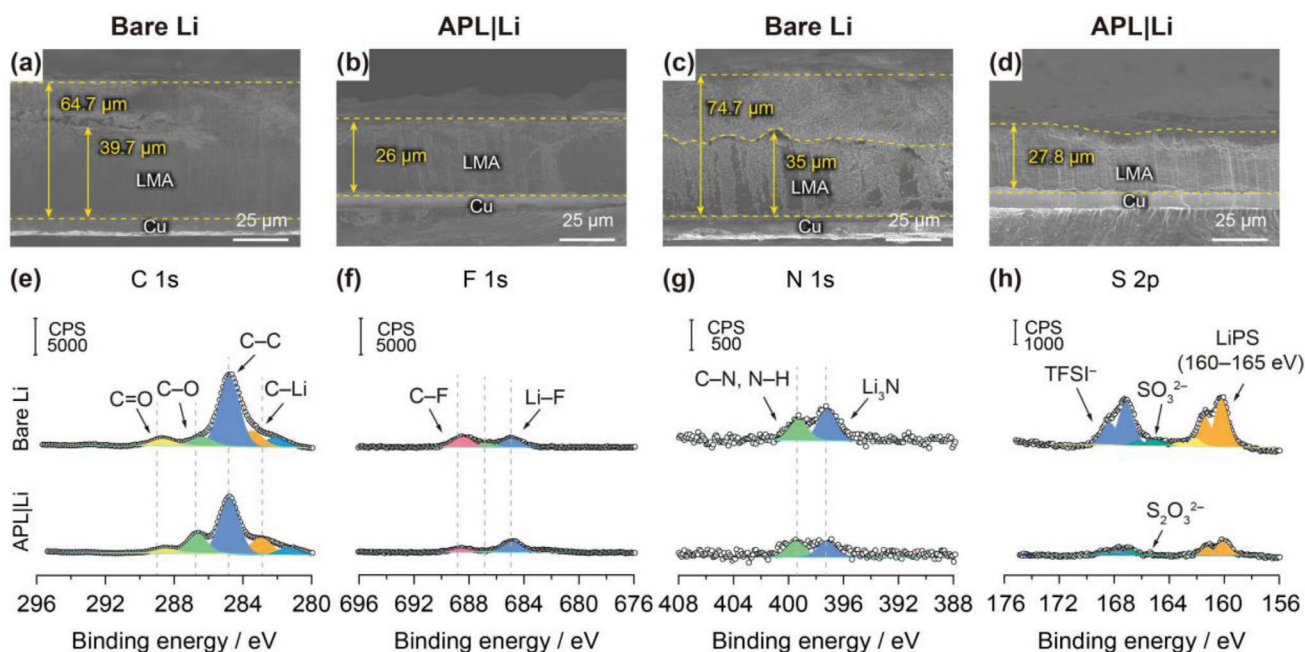 Bare Li
APL|Li
Bare Li
APL|Li
(a)
64.7 µm
39.7 µm
LMA
Cu
25 µm
(b)
26 µm
LMA
Cu
25 µm
(c)
74.7 µm
35 µm
LMA
Cu
25 µm
(d)
27.8 µm
LMA
Cu
25 µm
(e)
C 1s
CPS
5000
C–C
C–O
C=O
C–Li
Bare Li
APL|Li
296 292 288 284 280
Binding energy / eV
(f)
F 1s
CPS
5000
C–F
Li–F
696 692 688 684 680 676
Binding energy / eV
(g)
N 1s
CPS
500
C–N, N–H
Li₃N
408 404 400 396 392 388
Binding energy / eV
(h)
S 2p
CPS
1000
LiPS
(160–165 eV)
TFSI⁻
SO₃²⁻
S₂O₃²⁻
176 172 168 164 160 156
Binding energy / eV